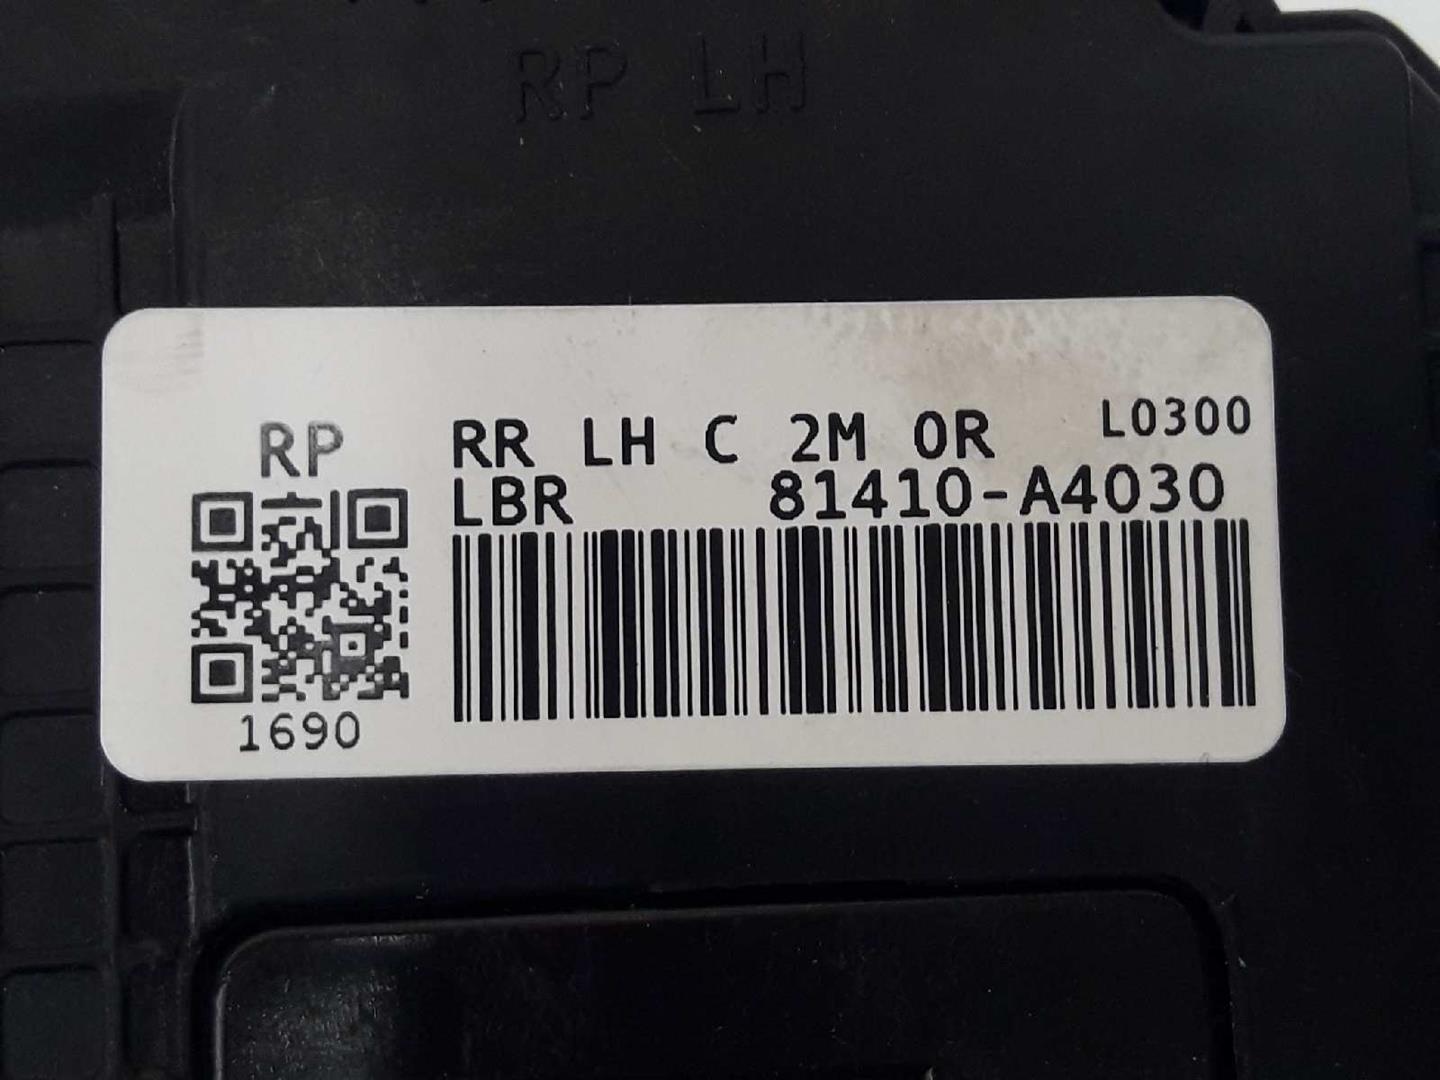 RP LH
RP
RR LH C 2M 0R
L0300
LBR 81410-A4030
1690